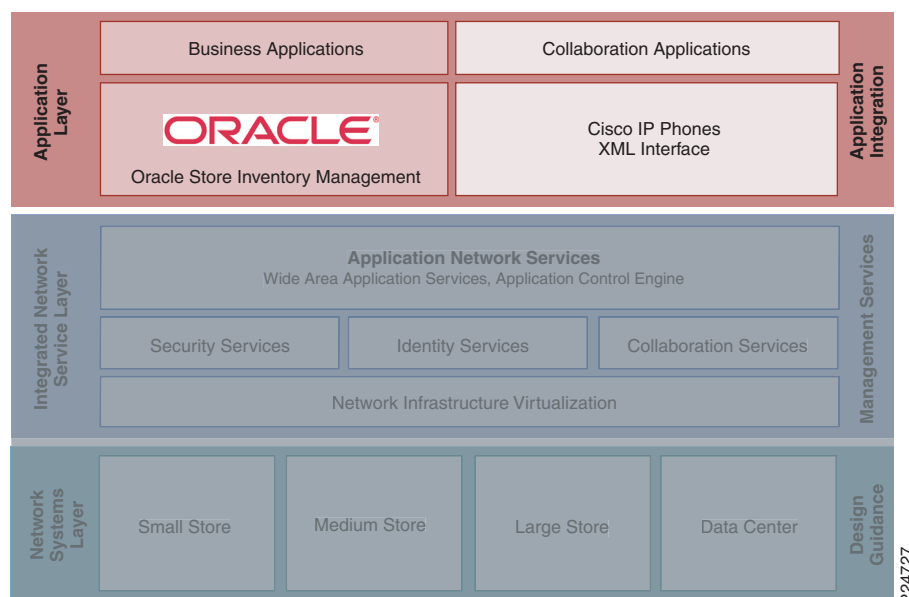 Application
Layer
Business Applications
Collaboration Applications
ORACLE®
Oracle Store Inventory Management
Cisco IP Phones
XML Interface
Application
Integration
Integrated Network
Service Layer
Application Network Services
Wide Area Application Services, Application Control Engine
Security Services
Identity Services
Collaboration Services
Network Infrastructure Virtualization
Management Services
Network
Systems
Layer
Small Store
Medium Store
Large Store
Data Center
Design
Guidance
224727